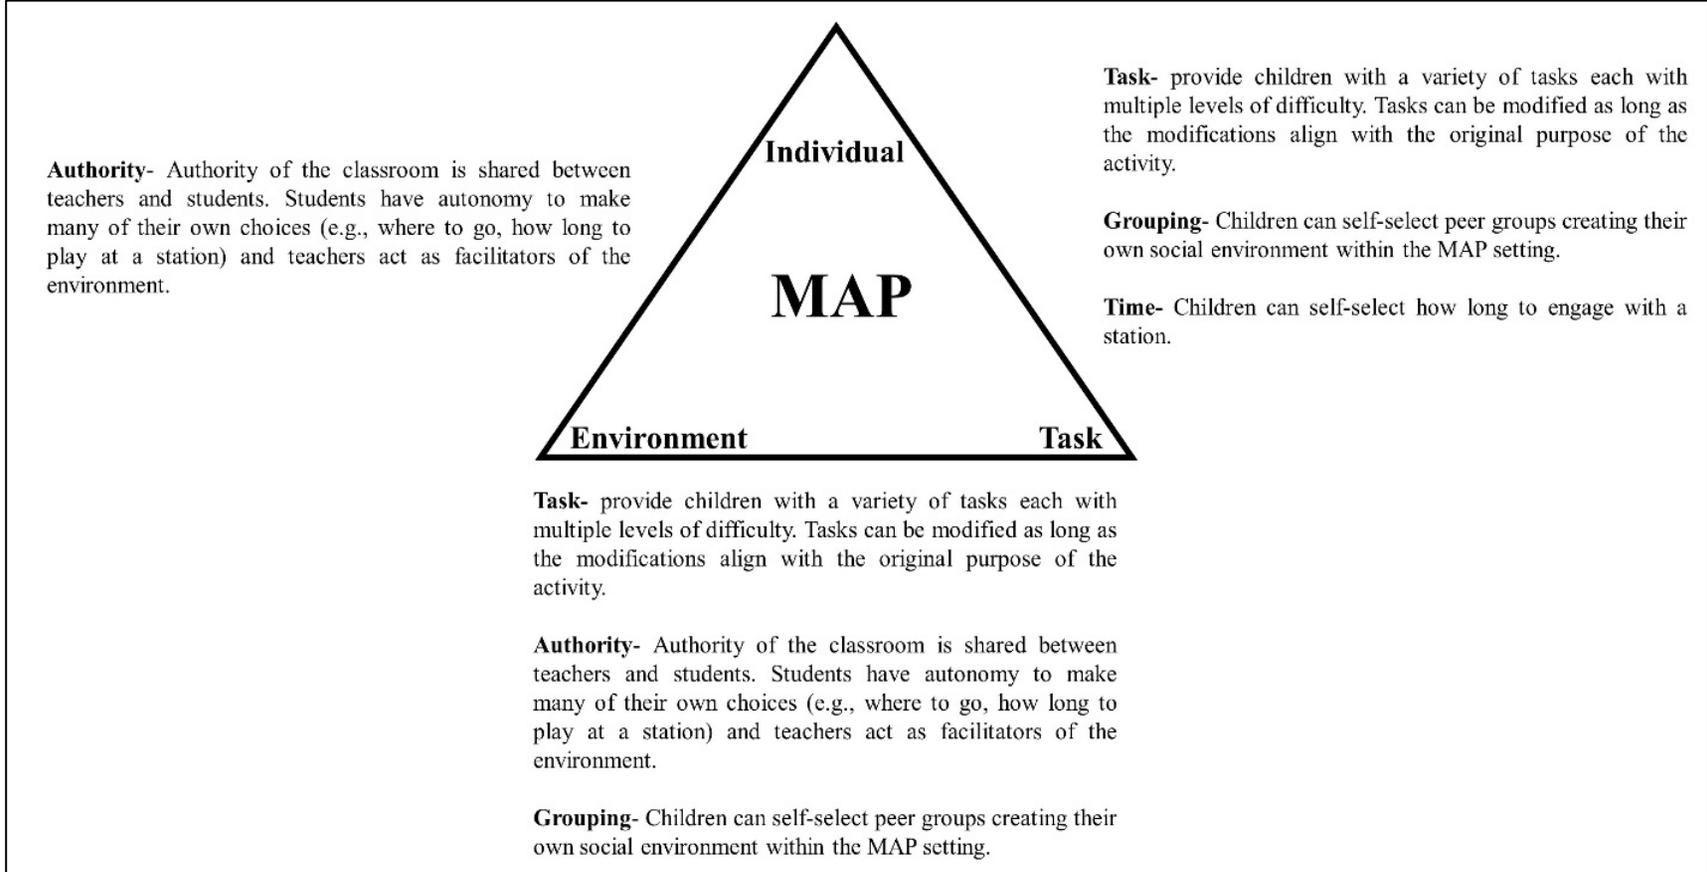 Authority- Authority of the classroom is shared between
teachers and students. Students have autonomy to make
many of their own choices (e.g., where to go, how long to
play at a station) and teachers act as facilitators of the
environment.
Individual
MAP
Environment
Task
Task- provide children with a variety of tasks each with
multiple levels of difficulty. Tasks can be modified as long as
the modifications align with the original purpose of the
activity.
Grouping- Children can self-select peer groups creating their
own social environment within the MAP setting.
Time- Children can self-select how long to engage with a
station.
Task- provide children with a variety of tasks each with
multiple levels of difficulty. Tasks can be modified as long as
the modifications align with the original purpose of the
activity.
Authority- Authority of the classroom is shared between
teachers and students. Students have autonomy to make
many of their own choices (e.g., where to go, how long to
play at a station) and teachers act as facilitators of the
environment.
Grouping- Children can self-select peer groups creating their
own social environment within the MAP setting.